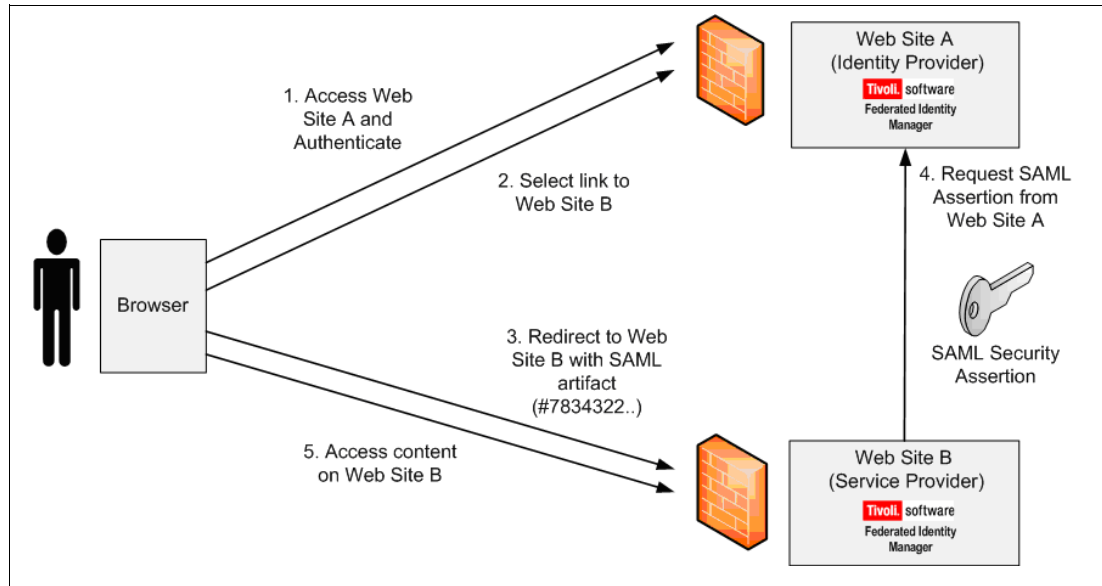 Web Site A
(Identity Provider)
Tivoli. software
Federated Identity
Manager
1. Access Web
Site A and
Authenticate
2. Select link to
Web Site B
4. Request SAML
Assertion from
Web Site A
Browser
3. Redirect to Web
Site B with SAML
artifact
(#7834322..)
SAML Security
Assertion
5. Access content
on Web Site B
Web Site B
(Service Provider)
Tivoli. software
Federated Identity
Manager